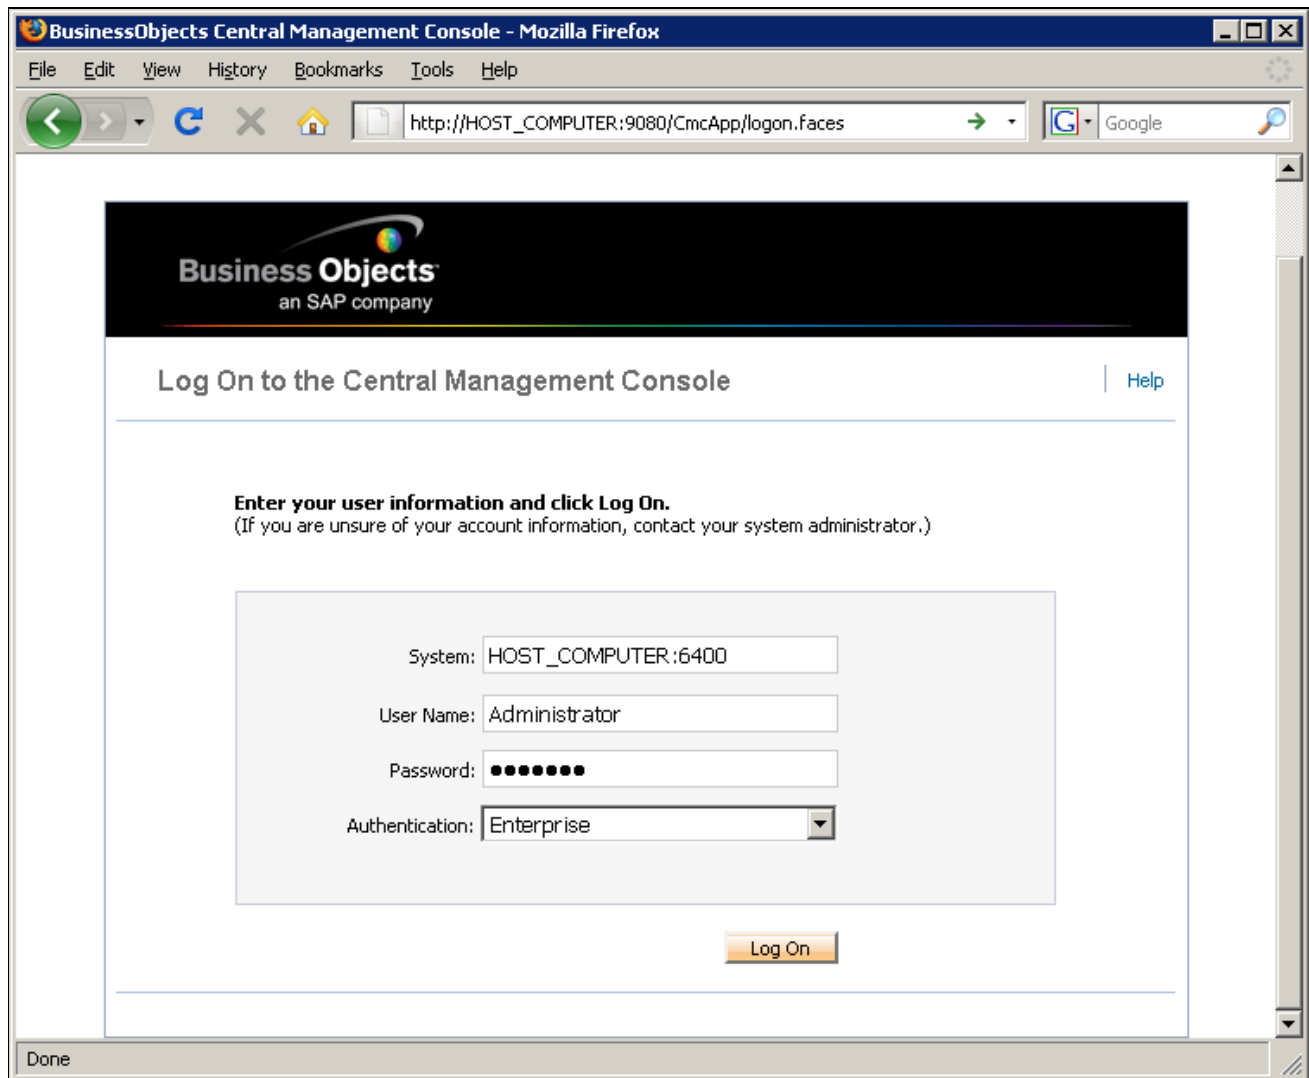 BusinessObjects Central Management Console - Mozilla Firefox
File Edit View History Bookmarks Tools Help
http://HOST_COMPUTER:9080/CmcApp/logon.faces G Google
Business Objects
an SAP company
Log On to the Central Management Console Help
Enter your user information and click Log On.
(If you are unsure of your account information, contact your system administrator.)
System: HOST_COMPUTER:6400
User Name: Administrator
Password: ●●●●●●●
Authentication: Enterprise
Log On
Done